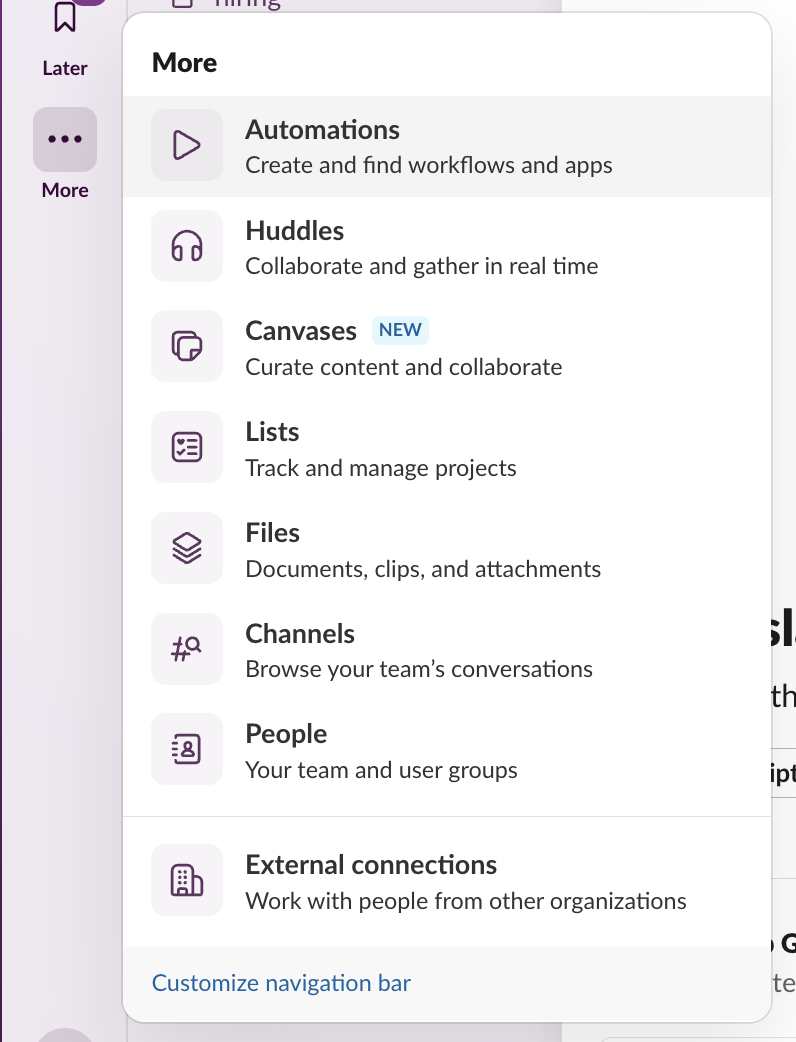 hiring
Later
More
More
Automations
Create and find workflows and apps
Huddles
Collaborate and gather in real time
Canvases NEW
Curate content and collaborate
Lists
Track and manage projects
Files
Documents, clips, and attachments
Channels
Browse your team’s conversations
People
Your team and user groups
External connections
Work with people from other organizations
Customize navigation bar